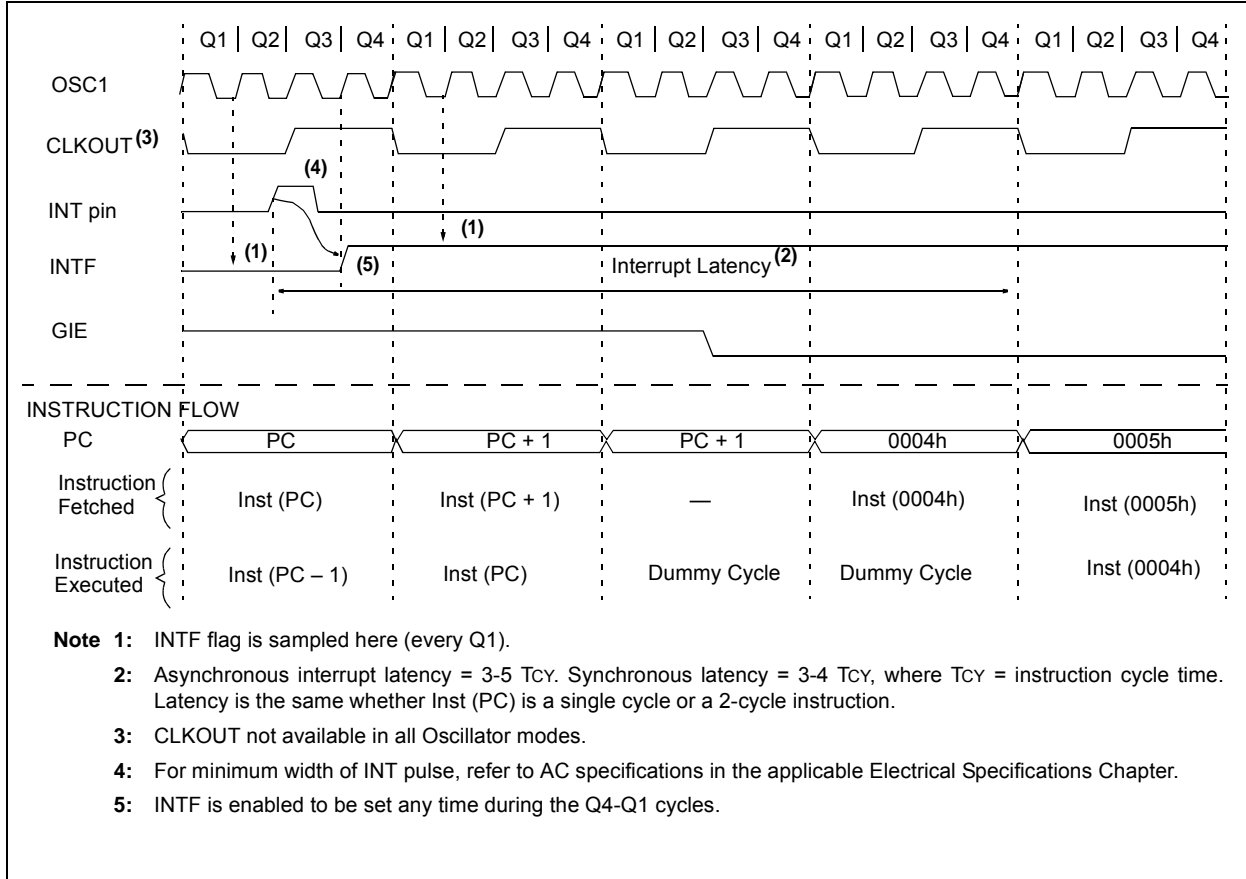 Q1 | Q2 | Q3 | Q4 Q1 | Q2 | Q3 | Q4 Q1 | Q2 | Q3 | Q4 Q1 | Q2 | Q3 | Q4 Q1 | Q2 | Q3 | Q4
OSC1
CLKOUT (3)
(4)
INT pin
(1)
(1)
INTF
(5)
Interrupt Latency (2)
GIE
INSTRUCTION FLOW
PC PC PC + 1 PC + 1 0004h 0005h
Instruction
Fetched
Inst (PC) Inst (PC + 1) — Inst (0004h) Inst (0005h)
Instruction
Executed
Inst (PC – 1) Inst (PC) Dummy Cycle Dummy Cycle Inst (0004h)
Note 1: INTF flag is sampled here (every Q1).
2: Asynchronous interrupt latency = 3-5 TCY. Synchronous latency = 3-4 TCY, where TCY = instruction cycle time.
Latency is the same whether Inst (PC) is a single cycle or a 2-cycle instruction.
3: CLKOUT not available in all Oscillator modes.
4: For minimum width of INT pulse, refer to AC specifications in the applicable Electrical Specifications Chapter.
5: INTF is enabled to be set any time during the Q4-Q1 cycles.